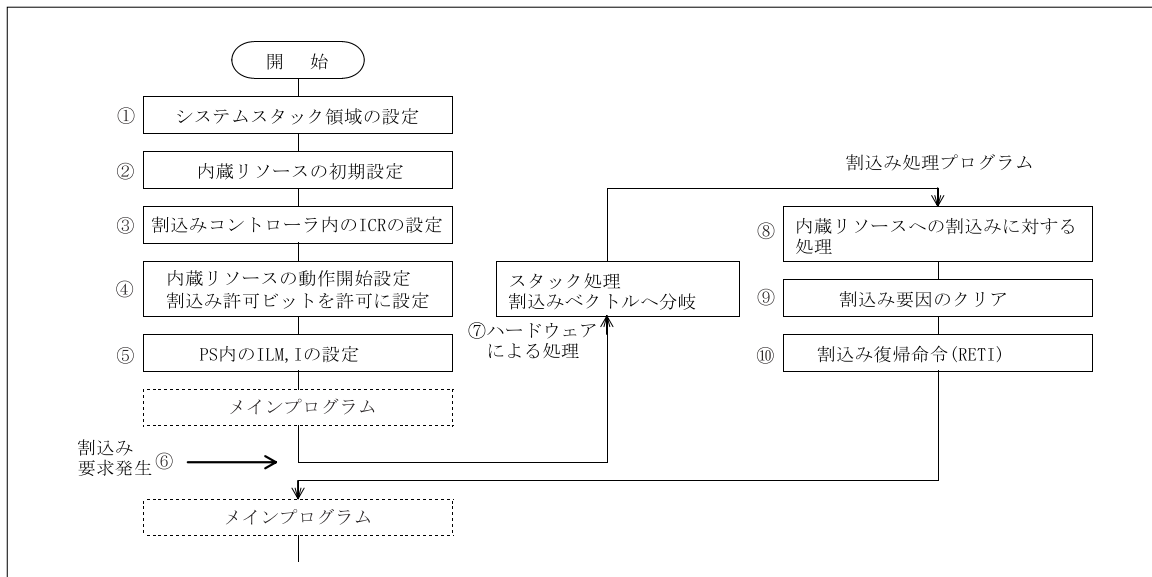 開 始
① システムスタック領域の設定
② 内蔵リソースの初期設定
③ 割込みコントローラ内のICRの設定
④ 内蔵リソースの動作開始設定
割込み許可ビットを許可に設定
⑤ PS内のILM,Iの設定
メインプログラム
割込み
要求発生⑥
メインプログラム
スタック処理
割込みベクトルへ分岐
⑦ハードウェア
による処理
割込み処理プログラム
⑧ 内蔵リソースへの割込みに対する
処理
⑨ 割込み要因のクリア
⑩ 割込み復帰命令(RETI)